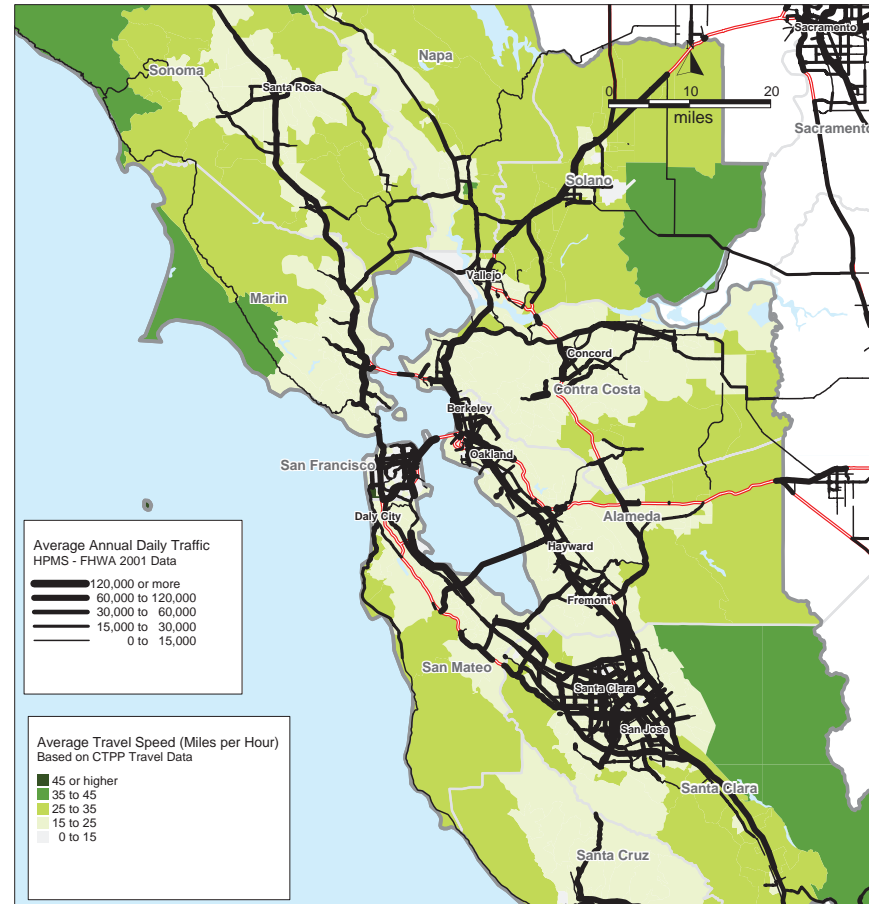 Sacramento
Napa
Sonoma
Santa Rosa
0 10 20
miles
Sacramento
Solano
Vallejo
Marin
Concord
Contra Costa
Berkeley
Oakland
San Francisco
Daly City
Alameda
Hayward
Fremont
San Mateo
Santa Clara
San Jose
Santa Clara
Santa Cruz
Average Annual Daily Traffic
HPMS - FHWA 2001 Data
120,000 or more
60,000 to 120,000
30,000 to 60,000
15,000 to 30,000
0 to 15,000
Average Travel Speed (Miles per Hour)
Based on CTPP Travel Data
45 or higher
35 to 45
25 to 35
15 to 25
0 to 15